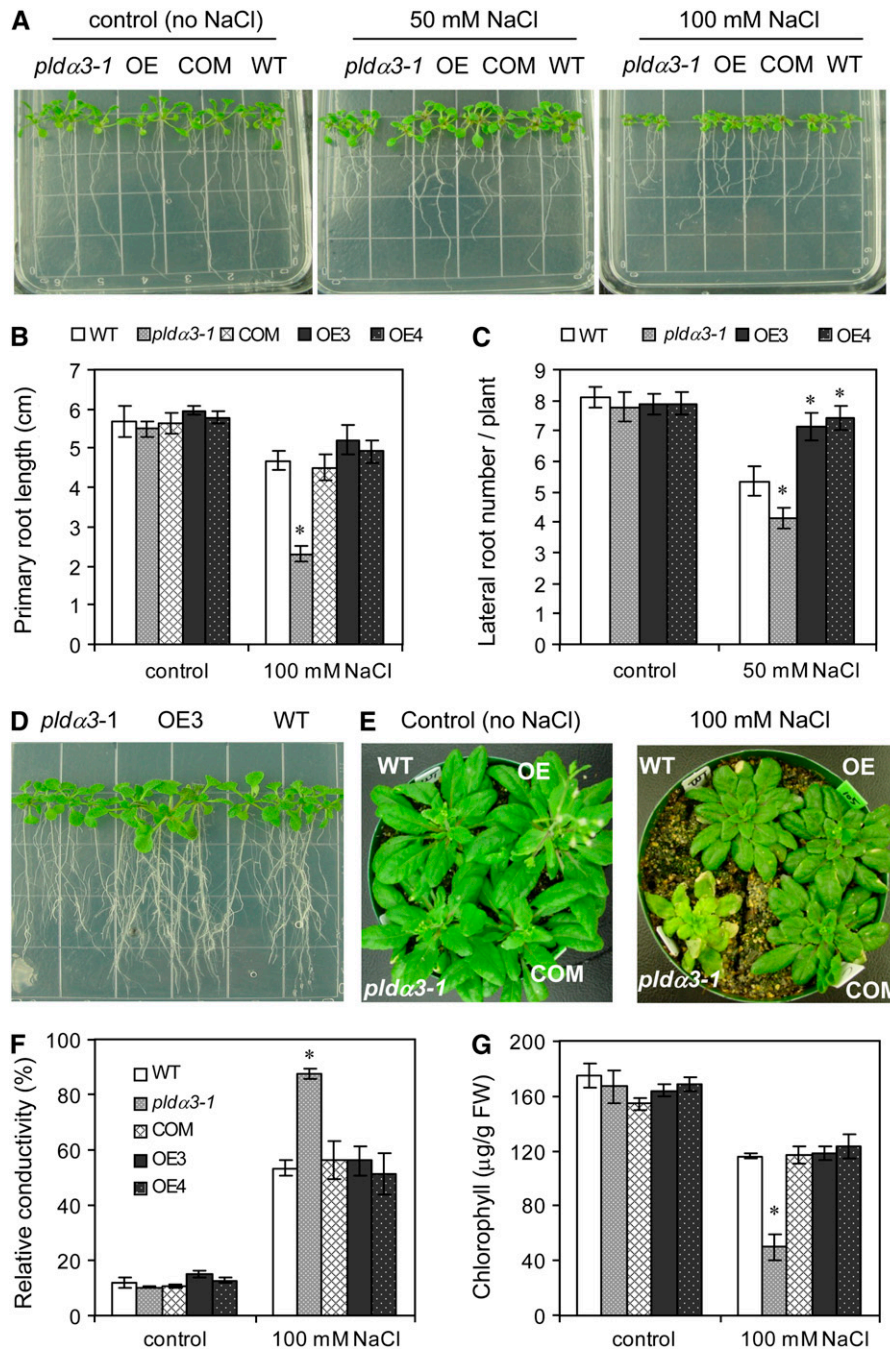 A
control (no NaCl) 50 mM NaCl 100 mM NaCl
pldα3-1 OE COM WT pldα3-1 OE COM WT pldα3-1 OE COM WT
6 5 4 3 2 1
B
WT pldα3-1 COM OE3 OE4
Primary root length (cm)
7
6
5
4
3
2
1
0
*
control 100 mM NaCl
C
WT pldα3-1 OE3 OE4
Lateral root number / plant
9
8
7
6
5
4
3
2
1
0
* * *
control 50 mM NaCl
D
pldα3-1 OE3 WT
E
Control (no NaCl) 100 mM NaCl
WT OE
pldα3-1 COM
WT OE
pldα3-1 COM
F
Relative conductivity (%)
100
80
60
40
20
0
WT
pldα3-1
COM
OE3
OE4
*
control 100 mM NaCl
G
Chlorophyll (µg/g FW)
200
160
120
80
40
0
*
control 100 mM NaCl